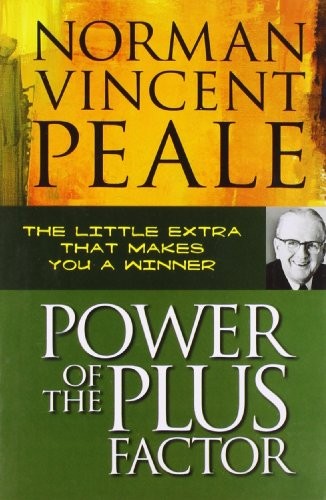 NORMAN
VINCENT
PEALE
THE LITTLE EXTRA
THAT MAKES
YOU A WINNER
POWER
OF THE PLUS
FACTOR